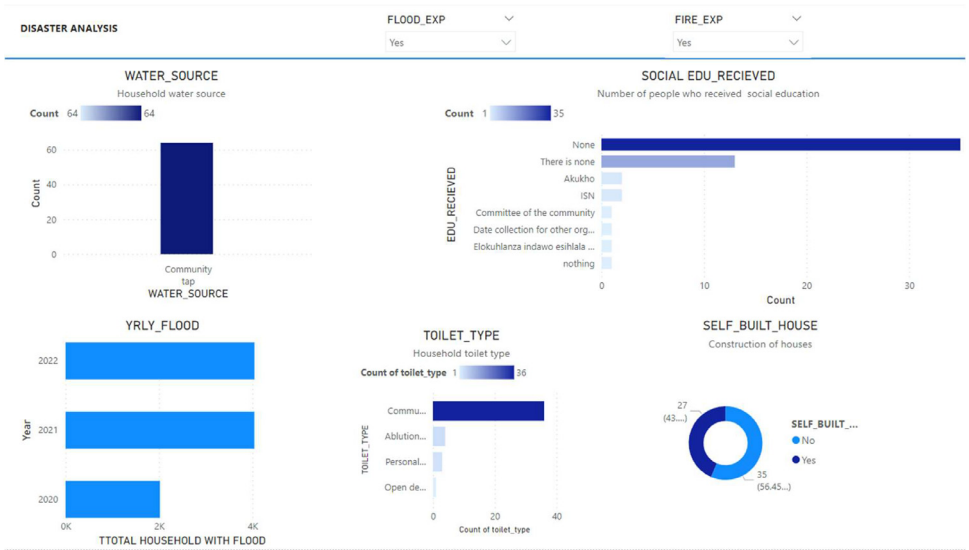 DISASTER ANALYSIS
FLOOD_EXP
Yes
FIRE_EXP
Yes
WATER_SOURCE
Household water source
Count 64 64
60
40
20
0
Count
Community
tap
WATER_SOURCE
SOCIAL EDU_RECIEVED
Number of people who received social education
Count 1 35
EDU_RECIEVED
None
There is none
Akukho
ISN
Committee of the community
Date collection for other org...
Elokuhlanza indawo esihlala ...
nothing
0 10 20 30
Count
YRLY_FLOOD
Year
2022
2021
2020
0K 2K 4K
TTOTAL HOUSEHOLD WITH FLOOD
TOILET_TYPE
Household toilet type
Count of toilet_type 1 36
TOILET_TYPE
Commu...
Ablution...
Personal...
Open de...
0 20 40
Count of toilet_type
SELF_BUILT_HOUSE
Construction of houses
27
(43....)
35
(56.45...)
SELF_BUILT_...
No
Yes